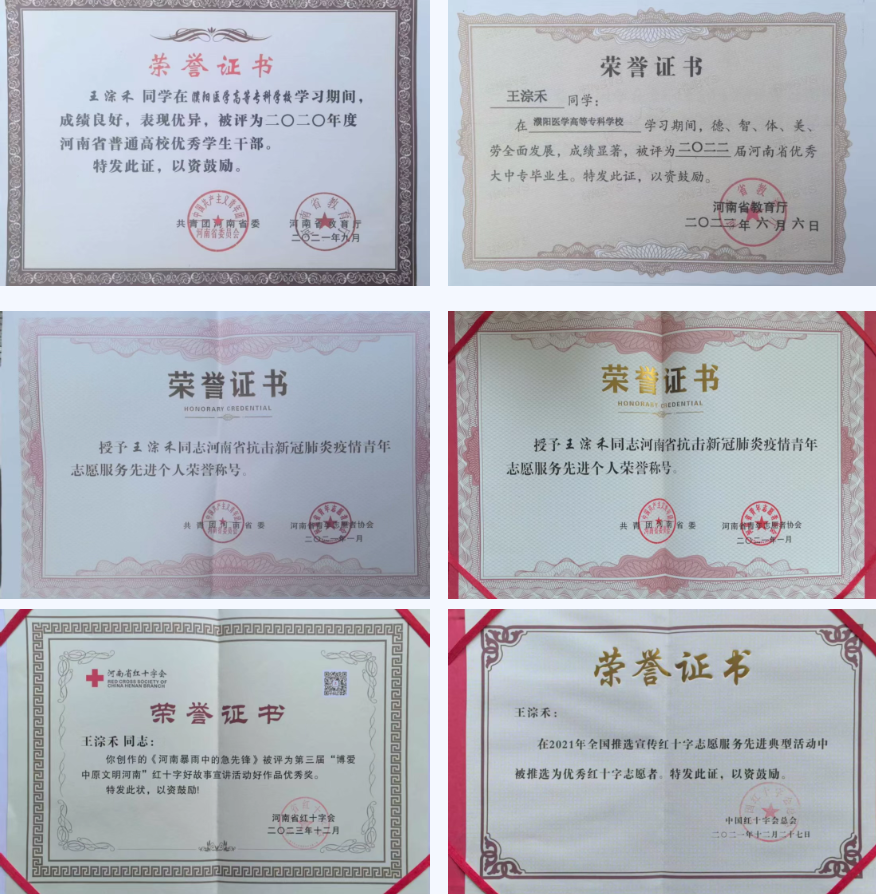 荣誉证书
王淙禾 同学在濮阳医学高等专科学校学习期间，
成绩良好，表现优异，被评为二〇二〇年度
河南省普通高校优秀学生干部。
特发此证，以资鼓励。
共青团河南省委
河南省教育厅
二〇二一年九月
荣誉证书
王淙禾 同学：
在 濮阳医学高等专科学校 学习期间，德、智、体、美、
劳全面发展，成绩显著，被评为二〇二二届河南省优秀
大中专毕业生。特发此证，以资鼓励。
河南省教育厅
二〇二二年六月六日
荣誉证书
HONORARY CREDENTIAL
授予王淙禾同志河南省抗击新冠肺炎疫情青年
志愿服务先进个人荣誉称号。
共青团河南省委
河南省青年志愿者协会
二〇二一年一月
荣誉证书
HONORARY CREDENTIAL
授予王淙禾同志河南省抗击新冠肺炎疫情青年
志愿服务先进个人荣誉称号。
共青团河南省委
河南省青年志愿者协会
二〇二一年一月
河南省红十字会
RED CROSS SOCIETY OF
CHINA HENAN BRANCH
荣誉证书
王淙禾 同志：
你创作的《河南暴雨中的急先锋》被评为第三届“博爱
中原文明河南”红十字好故事宣讲活动好作品优秀奖。
特发此状，以资鼓励!
河南省红十字会
二〇二三年十二月
荣誉证书
王淙禾：
在2021年全国推选宣传红十字志愿服务先进典型活动中
被推选为优秀红十字志愿者。特发此证，以资鼓励。
中国红十字会总会
二〇二一年十二月二十七日